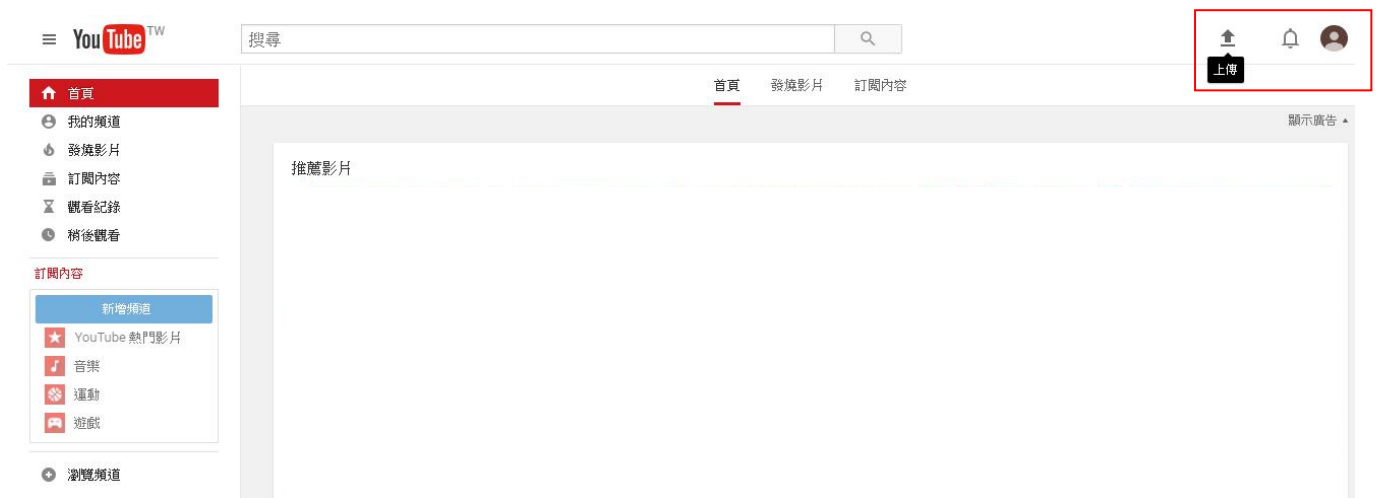 YouTube TW
搜尋
上傳
首頁 發燒影片 訂閱內容
顯示廣告
首頁
我的頻道
發燒影片
訂閱內容
觀看紀錄
稍後觀看
訂閱內容
新增頻道
YouTube 熱門影片
音樂
運動
遊戲
瀏覽頻道
推薦影片